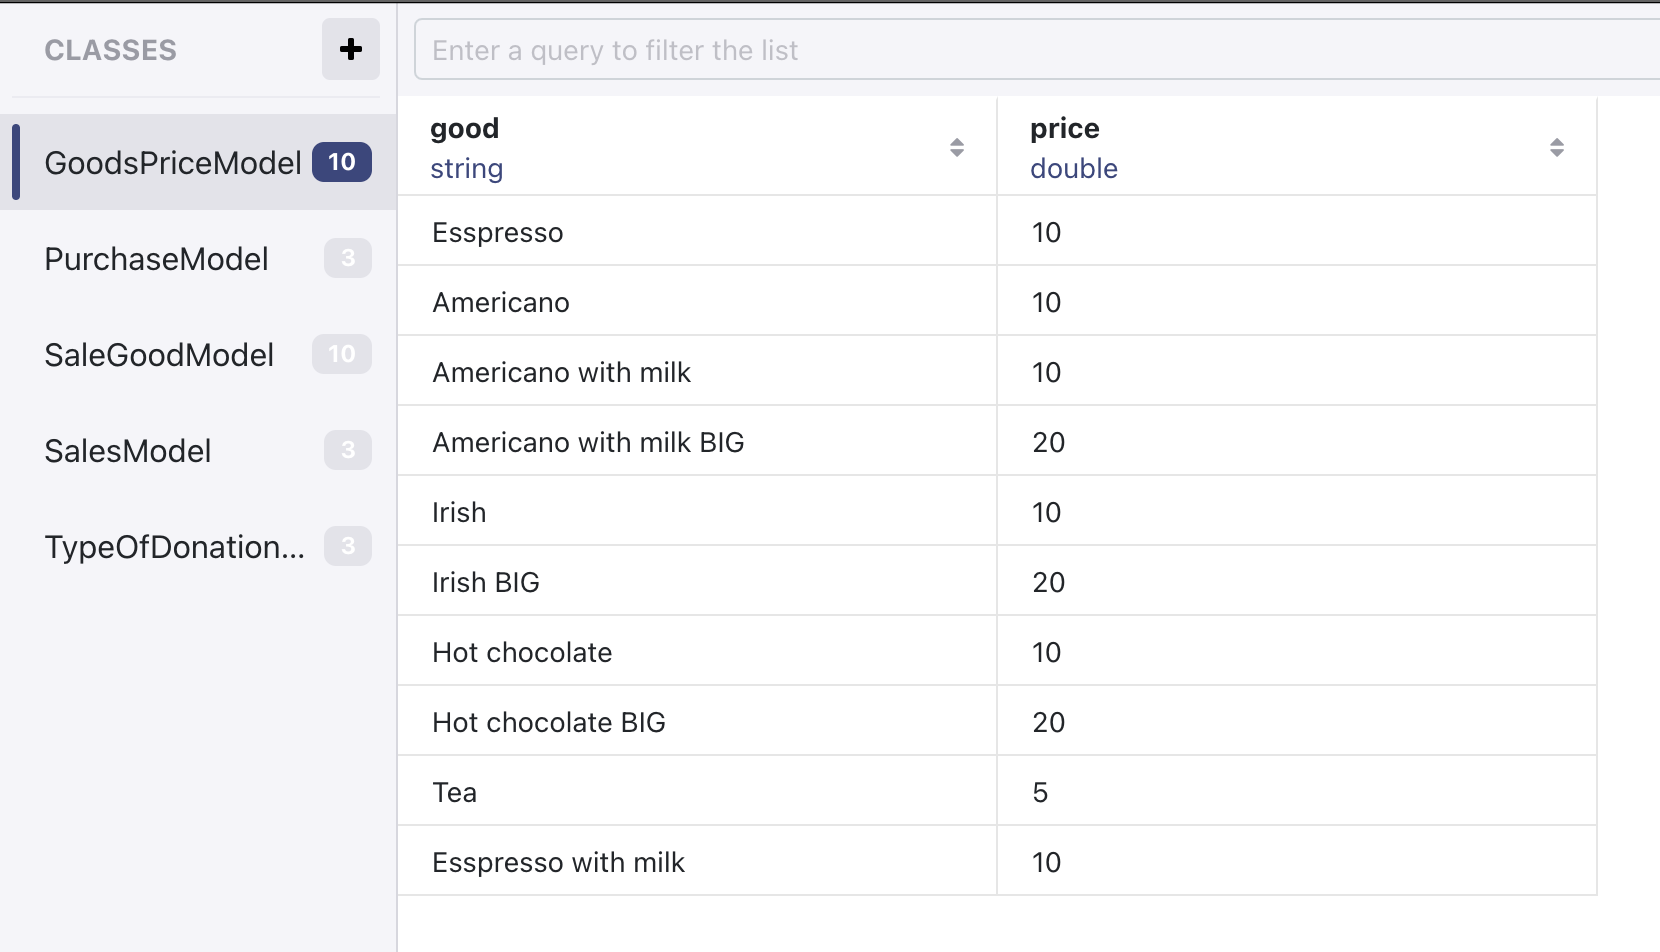 CLASSES
+
GoodsPriceModel 10
PurchaseModel 3
SaleGoodModel 10
SalesModel 3
TypeOfDonation... 3
Enter a query to filter the list
good price
string double
Esspresso 10
Americano 10
Americano with milk 10
Americano with milk BIG 20
Irish 10
Irish BIG 20
Hot chocolate 10
Hot chocolate BIG 20
Tea 5
Esspresso with milk 10